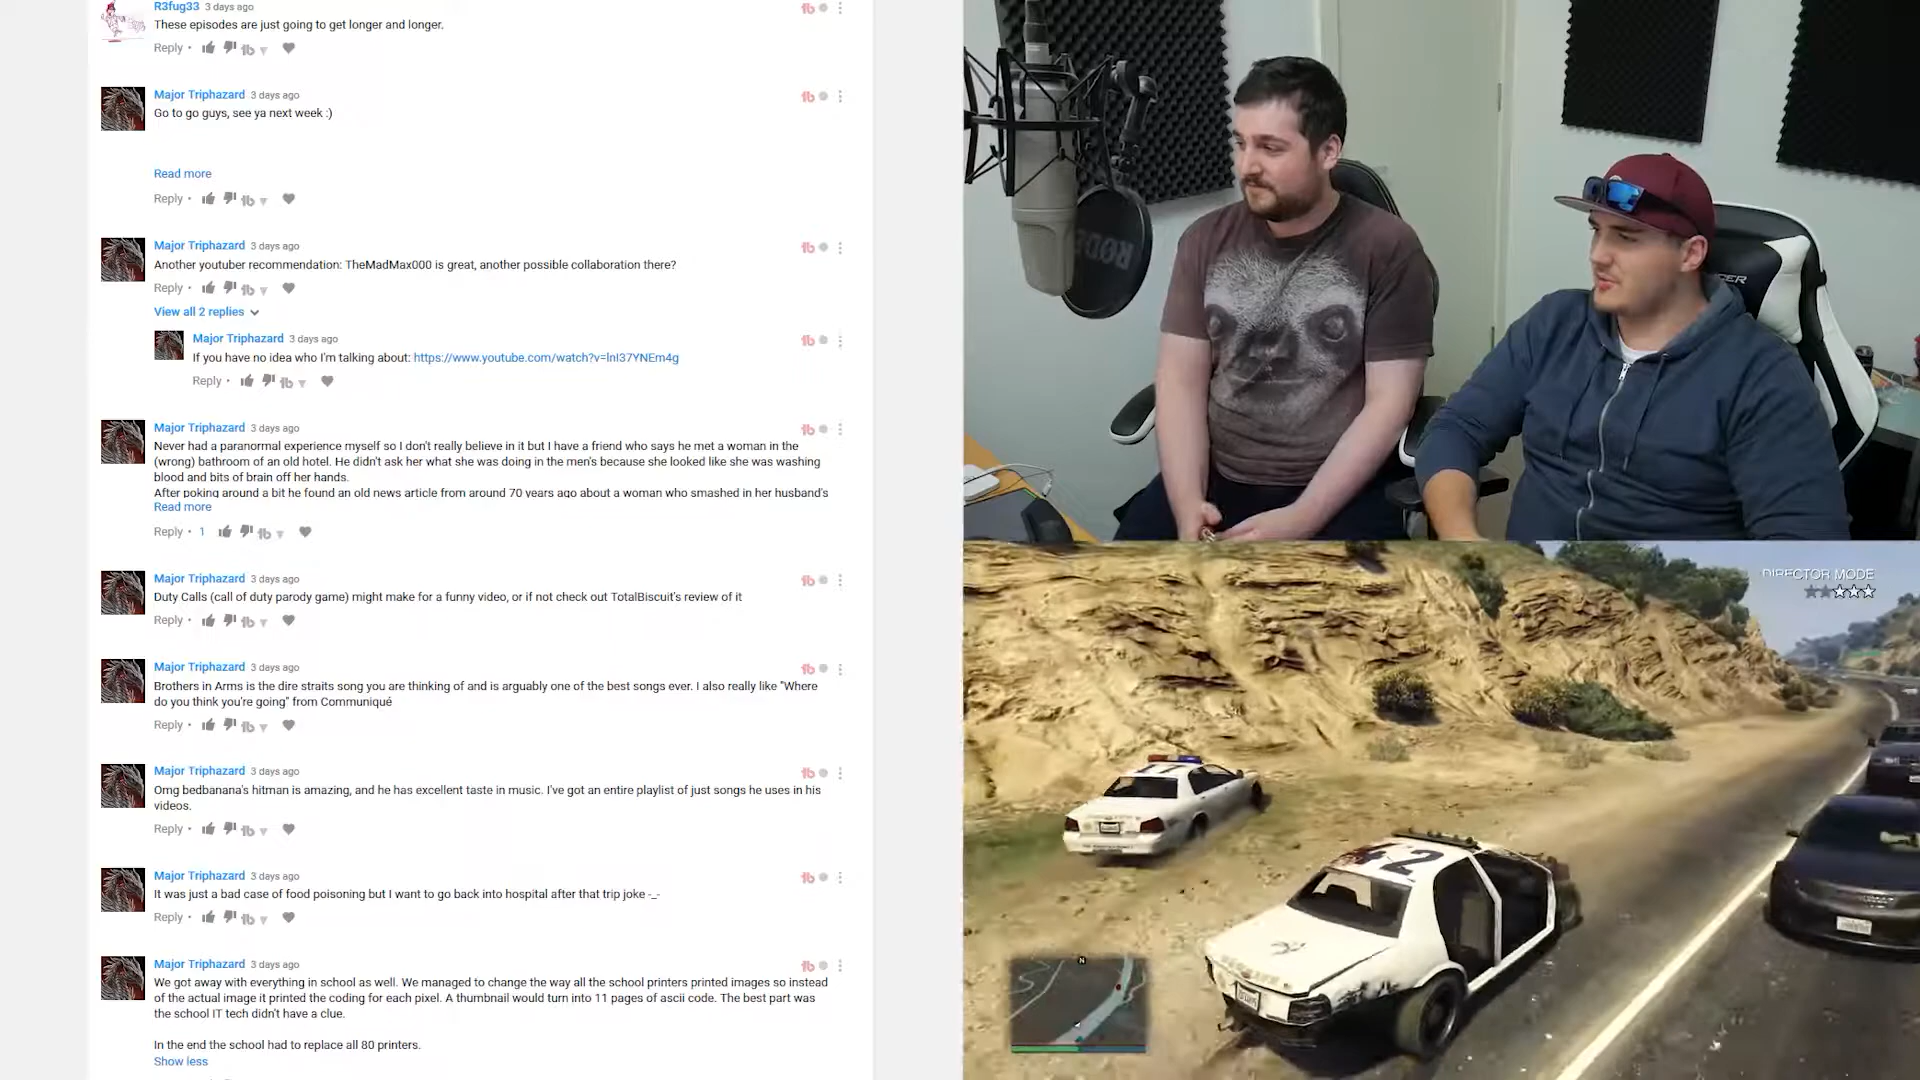 R3fug33 3 days ago
These episodes are just going to get longer and longer.
Reply •
Major Triphazard 3 days ago
Go to go guys, see ya next week :)
Read more
Reply •
Major Triphazard 3 days ago
Another youtuber recommendation: TheMadMax000 is great, another possible collaboration there?
Reply •
View all 2 replies
Major Triphazard 3 days ago
If you have no idea who I'm talking about: https://www.youtube.com/watch?v=lnI37YNEm4g
Reply •
Major Triphazard 3 days ago
Never had a paranormal experience myself so I don't really believe in it but I have a friend who says he met a woman in the
(wrong) bathroom of an old hotel. He didn't ask her what she was doing in the men's because she looked like she was washing
blood and bits of brain off her hands.
After poking around a bit he found an old news article from around 70 years ago about a woman who smashed in her husband's
Read more
Reply • 1
Major Triphazard 3 days ago
Duty Calls (call of duty parody game) might make for a funny video, or if not check out TotalBiscuit's review of it
Reply •
Major Triphazard 3 days ago
Brothers in Arms is the dire straits song you are thinking of and is arguably one of the best songs ever. I also really like "Where
do you think you're going" from Communiqué
Reply •
Major Triphazard 3 days ago
Omg bedbanana's hitman is amazing, and he has excellent taste in music. I've got an entire playlist of just songs he uses in his
videos.
Reply •
Major Triphazard 3 days ago
It was just a bad case of food poisoning but I want to go back into hospital after that trip joke -_-
Reply •
Major Triphazard 3 days ago
We got away with everything in school as well. We managed to change the way all the school printers printed images so instead
of the actual image it printed the coding for each pixel. A thumbnail would turn into 11 pages of ascii code. The best part was
the school IT tech didn't have a clue.
In the end the school had to replace all 80 printers.
Show less
RØDE
DIRECTOR MODE
42
N